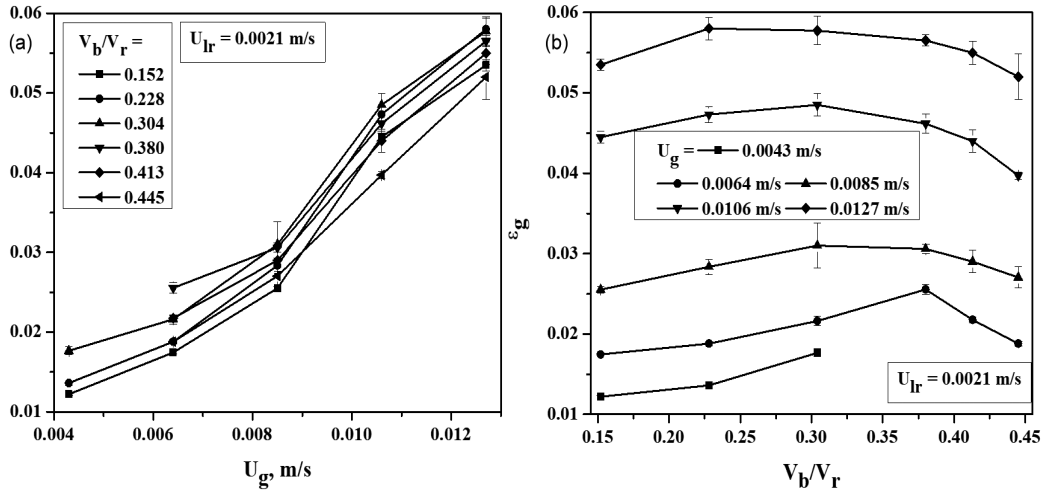 (a)
V_b/V_r =
0.152
0.228
0.304
0.380
0.413
0.445
U_lr = 0.0021 m/s
0.06
0.05
0.04
0.03
0.02
0.01
0.004 0.006 0.008 0.010 0.012
U_g, m/s
(b)
0.06
0.05
0.04
0.03
0.02
0.01
ε_g
U_g = 0.0043 m/s
0.0064 m/s 0.0085 m/s
0.0106 m/s 0.0127 m/s
U_lr = 0.0021 m/s
0.15 0.20 0.25 0.30 0.35 0.40 0.45
V_b/V_r